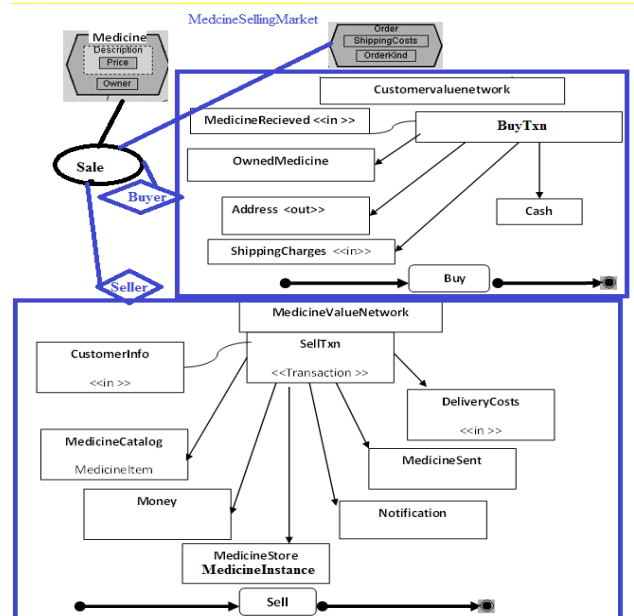 MedcineSellingMarket
Medicine
Description
Price
Owner
Order
ShippingCosts
OrderKind
Sale
Buyer
Seller
Customervaluenetwork
MedicineRecieved <<in >>
BuyTxn
OwnedMedicine
Address <out>>
Cash
ShippingCharges <<in>>
Buy
MedicineValueNetwork
SellTxn
<<Transaction >>
CustomerInfo
<<in >>
DeliveryCosts
<<in >>
MedicineCatalog
MedicineItem
MedicineSent
Money
Notification
MedicineStore
MedicineInstance
Sell